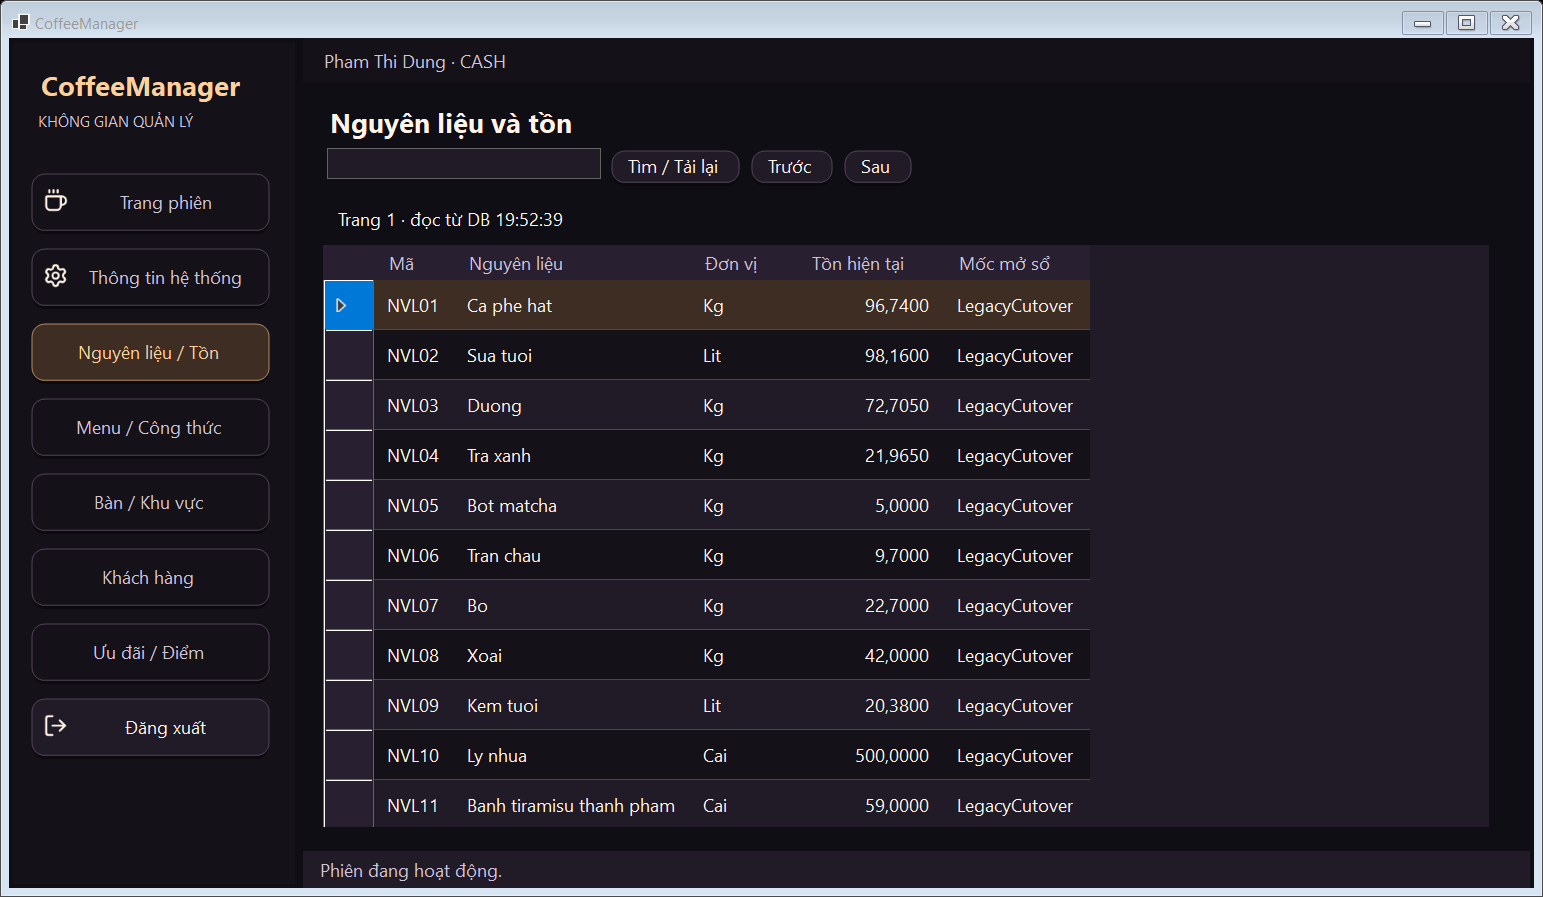 CoffeeManager
CoffeeManager
KHÔNG GIAN QUẢN LÝ
Trang phiên
Thông tin hệ thống
Nguyên liệu / Tồn
Menu / Công thức
Bàn / Khu vực
Khách hàng
Ưu đãi / Điểm
Đăng xuất
Pham Thi Dung · CASH
Nguyên liệu và tồn
Tìm / Tải lại Trước Sau
Trang 1 · đọc từ DB 19:52:39
Mã Nguyên liệu Đơn vị Tồn hiện tại Mốc mở sổ
NVL01 Ca phe hat Kg 96,7400 LegacyCutover
NVL02 Sua tuoi Lit 98,1600 LegacyCutover
NVL03 Duong Kg 72,7050 LegacyCutover
NVL04 Tra xanh Kg 21,9650 LegacyCutover
NVL05 Bot matcha Kg 5,0000 LegacyCutover
NVL06 Tran chau Kg 9,7000 LegacyCutover
NVL07 Bo Kg 22,7000 LegacyCutover
NVL08 Xoai Kg 42,0000 LegacyCutover
NVL09 Kem tuoi Lit 20,3800 LegacyCutover
NVL10 Ly nhua Cai 500,0000 LegacyCutover
NVL11 Banh tiramisu thanh pham Cai 59,0000 LegacyCutover
Phiên đang hoạt động.